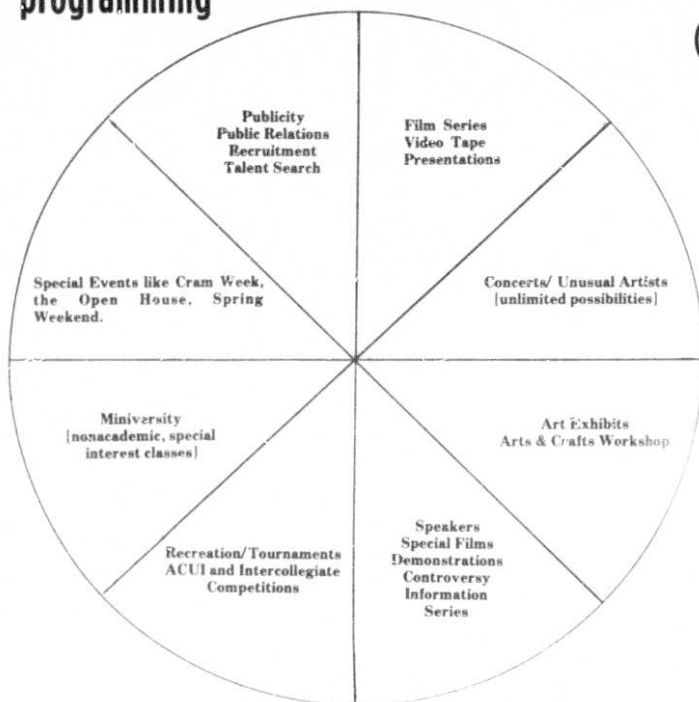 programming
Publicity
Public Relations
Recruitment
Talent Search
Film Series
Video Tape
Presentations
Concerts/ Unusual Artists
[unlimited possibilities]
Art Exhibits
Arts & Crafts Workshop
Speakers
Special Films
Demonstrations
Controversy
Information
Series
Recreation/Tournaments
ACUI and Intercollegiate
Competitions
Miniversity
[nonacademic, special
interest classes]
Special Events like Cram Week,
the Open House, Spring
Weekend.